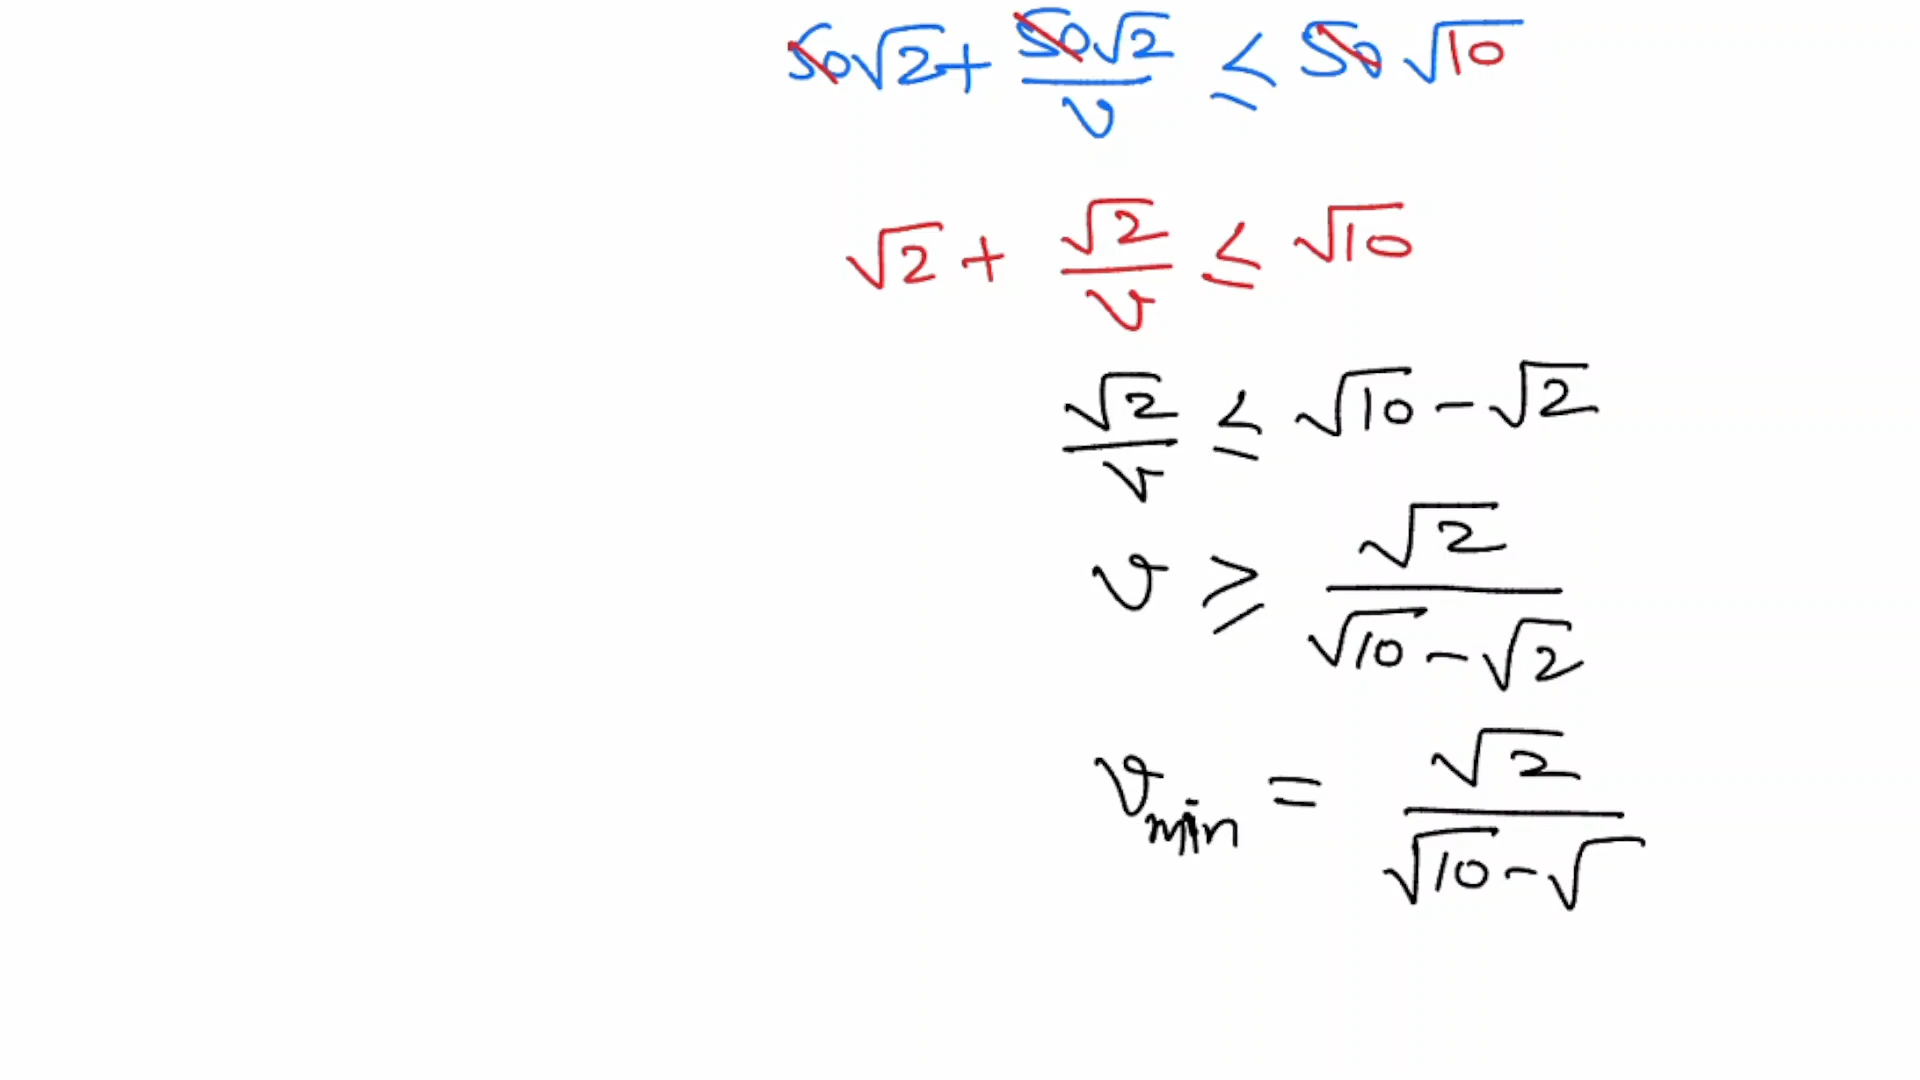 50√2 + 50√2/v ≤ 50√10
√2 + √2/v ≤ √10
√2/v ≤ √10 - √2
v ≥ √2/(√10 - √2)
v_min = √2/(√10 - √